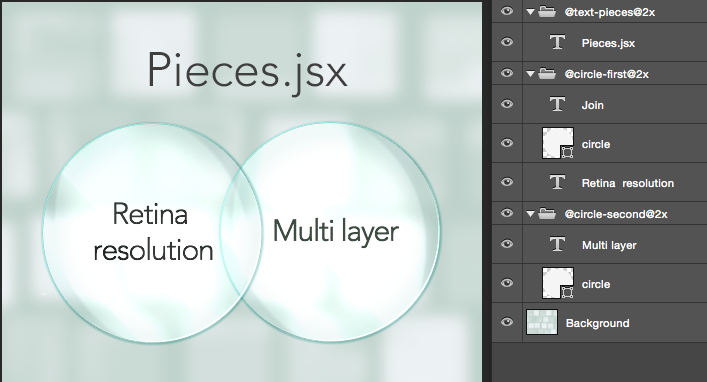 Pieces.jsx
Retina
resolution
Multi layer
@text-pieces@2x
Pieces.jsx
@circle-first@2x
Join
circle
Retina resolution
@circle-second@2x
Multi layer
circle
Background